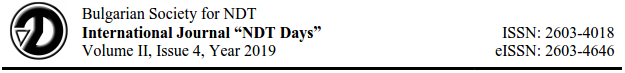 Bulgarian Society for NDT
International Journal “NDT Days” ISSN: 2603-4018
Volume II, Issue 4, Year 2019 eISSN: 2603-4646